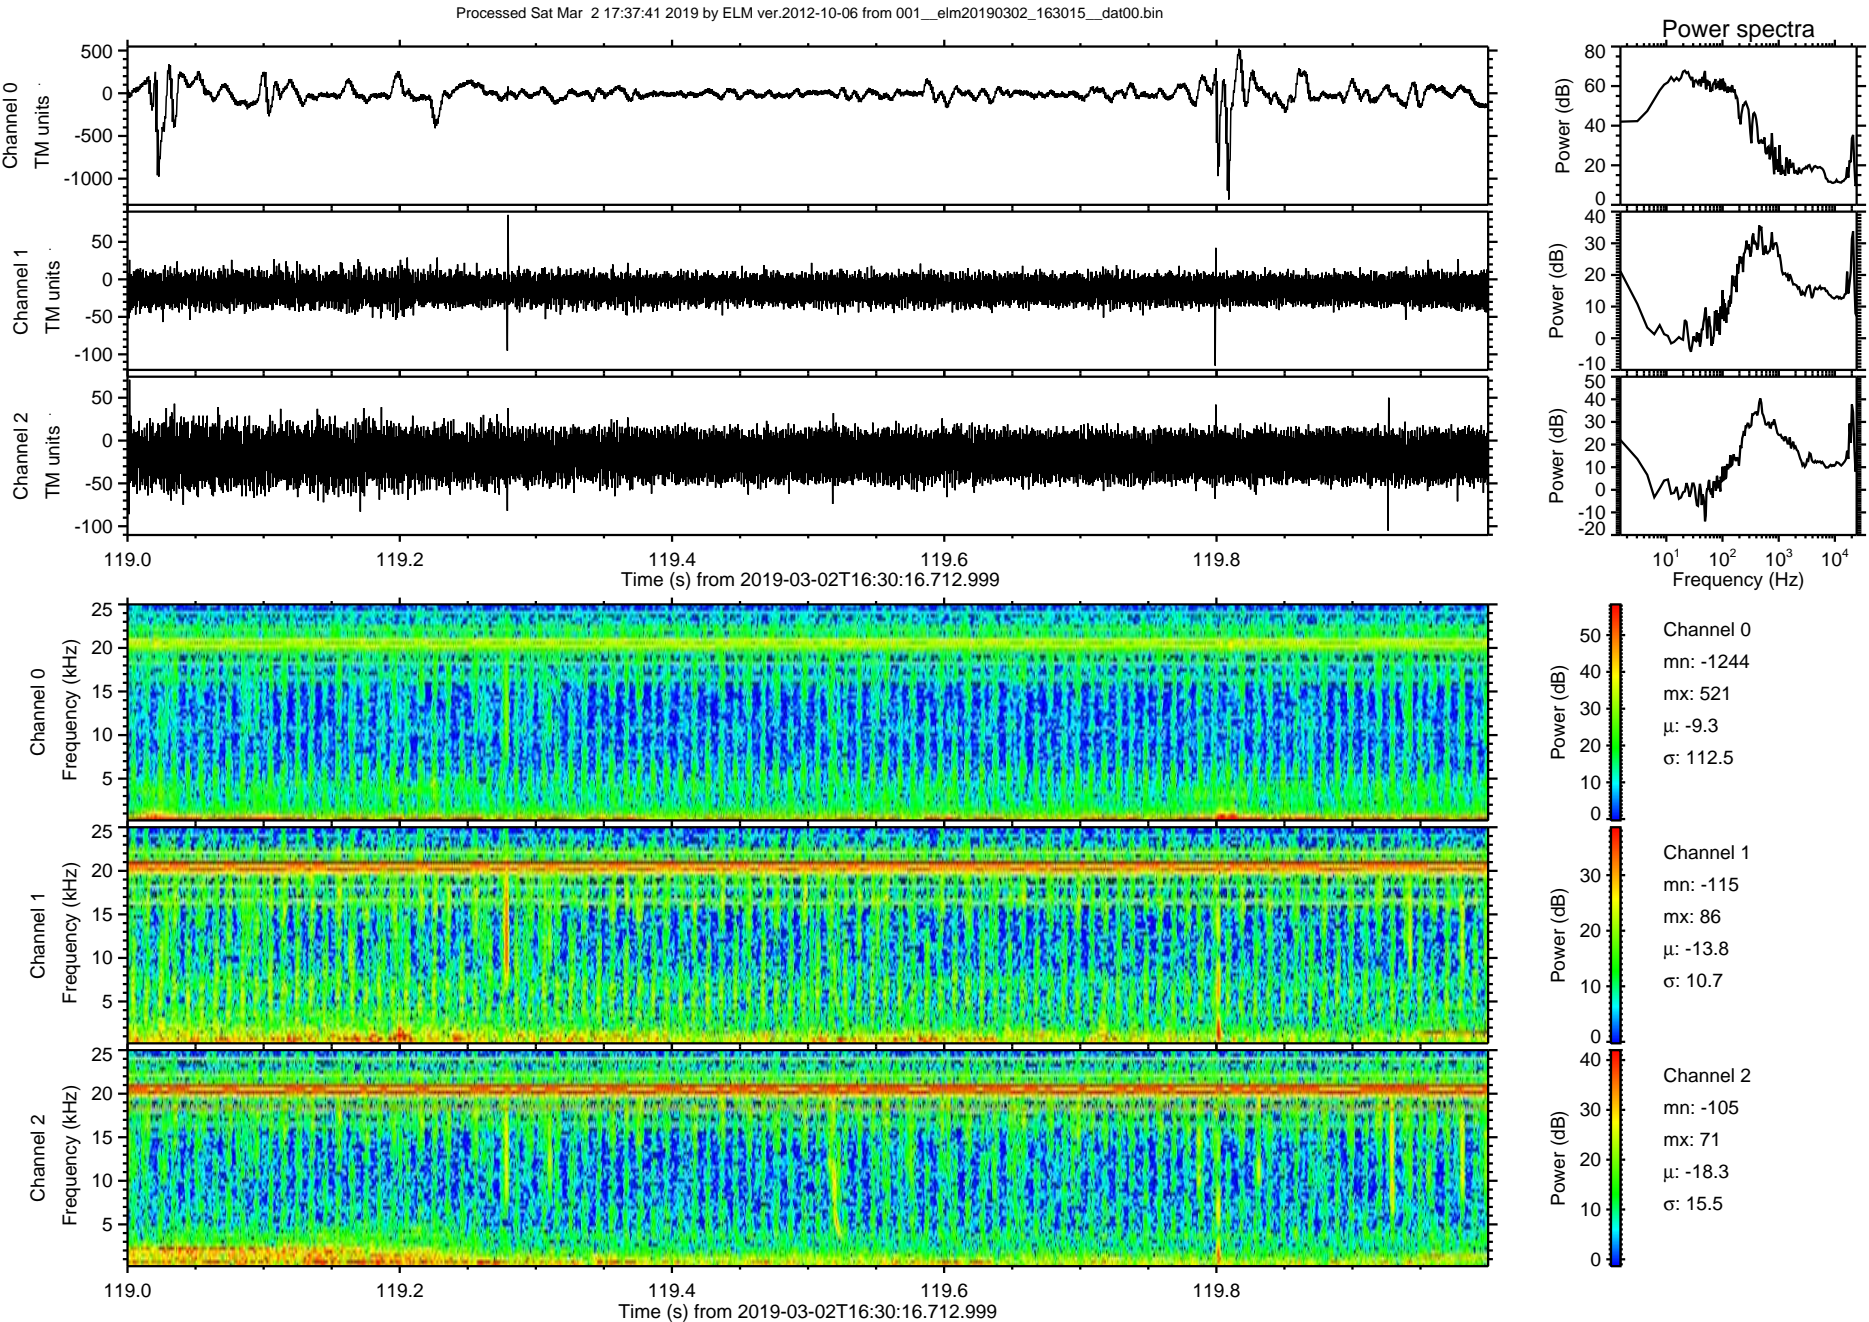 Processed Sat Mar 2 17:37:41 2019 by ELM ver.2012-10-06 from 001__elm20190302_163015__dat00.bin
Power spectra
Channel 0
TM units
500
0
-500
-1000
Power (dB)
80
60
40
20
0
Channel 1
TM units
50
0
-50
-100
Power (dB)
40
30
20
10
0
-10
Channel 2
TM units
50
0
-50
-100
Power (dB)
50
40
30
20
10
0
-10
-20
119.0 119.2 119.4 119.6 119.8
Time (s) from 2019-03-02T16:30:16.712.999
10¹ 10² 10³ 10⁴
Frequency (Hz)
Channel 0
Frequency (kHz)
25
20
15
10
5
Power (dB)
50
40
30
20
10
0
Channel 0
mn: -1244
mx: 521
μ: -9.3
σ: 112.5
Channel 1
Frequency (kHz)
25
20
15
10
5
Power (dB)
30
20
10
0
Channel 1
mn: -115
mx: 86
μ: -13.8
σ: 10.7
Channel 2
Frequency (kHz)
25
20
15
10
5
Power (dB)
40
30
20
10
0
Channel 2
mn: -105
mx: 71
μ: -18.3
σ: 15.5
119.0 119.2 119.4 119.6 119.8
Time (s) from 2019-03-02T16:30:16.712.999